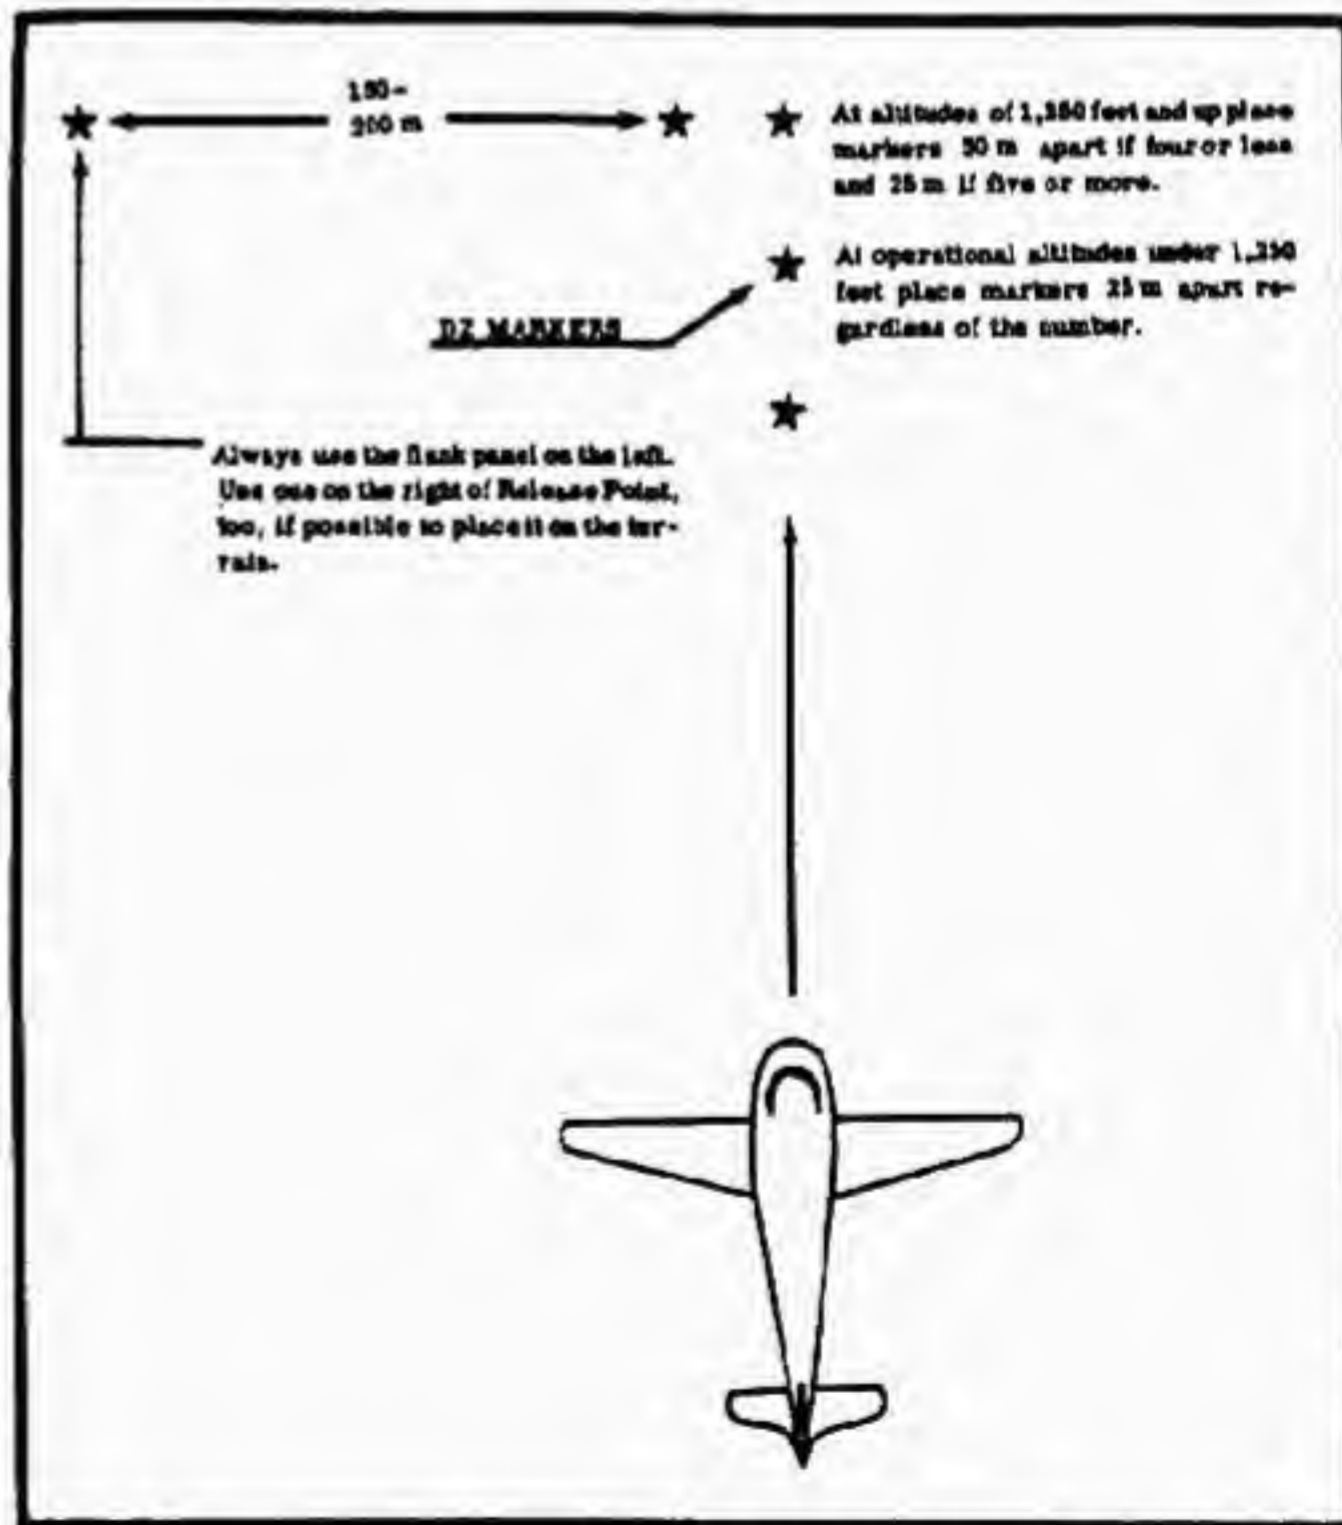 150-
200 m
At altitudes of 1,250 feet and up place
markers 50 m apart if four or less
and 25 m if five or more.
At operational altitudes under 1,250
feet place markers 25 m apart re-
gardless of the number.
DZ MARKERS
Always use the flank panel on the left.
Use one on the right of Release Point,
too, if possible to place it on the ter-
rain.